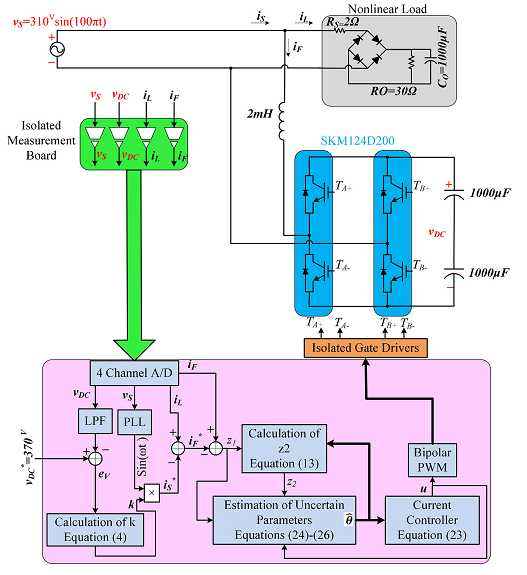 vS=310Vsin(100πt)
iS
iL
iF
Nonlinear Load
RS=2Ω
RO=30Ω
CO=1000µF
2mH
vS
vDC
iL
iF
Isolated
Measurement
Board
vS
vDC
iL
iF
SKM124D200
TA+
TB+
TA-
TB-
1000µF
vDC
1000µF
TA+
TA-
TB+
TB-
Isolated Gate Drivers
4 Channel A/D
iF
vDC
vS
iL
LPF
PLL
vDC*=370V
Sin(ωt )
iF*
z1
eV
iS*
k
×
Calculation of
z2
Equation (13)
z2
Bipolar
PWM
u
Calculation of k
Equation (4)
Estimation of Uncertain
Parameters
Equations (24)-(26)
θ̂
Current
Controller
Equation (23)